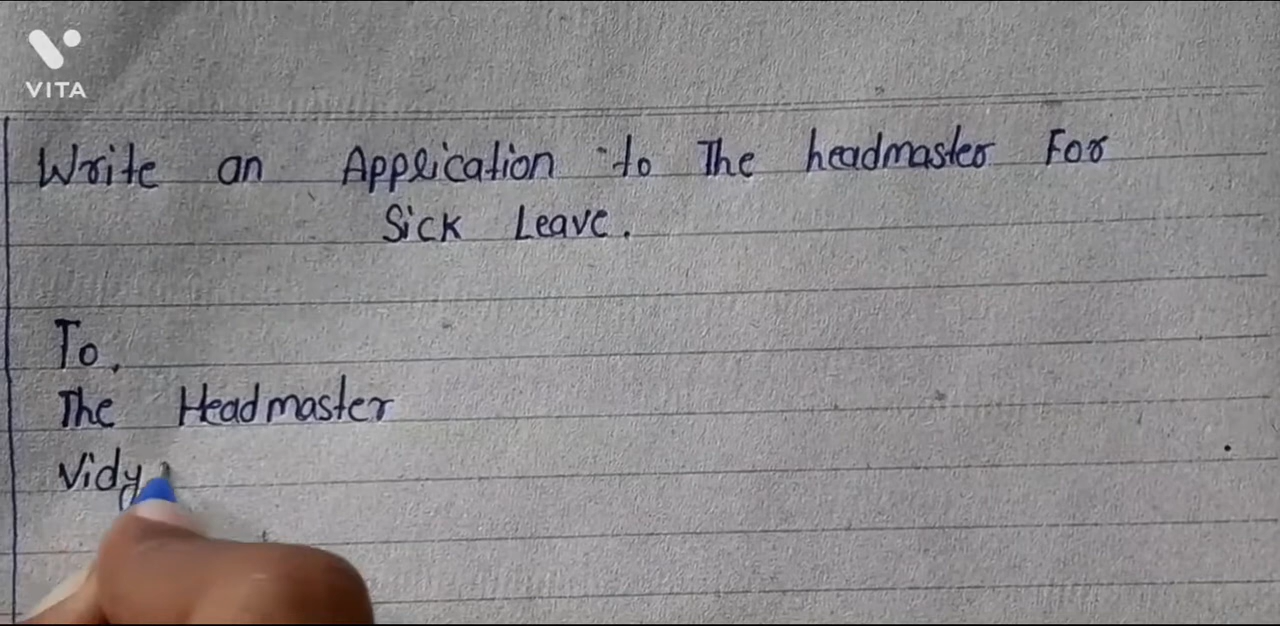 VITA
Write an Application to The headmaster For
Sick Leave.
To,
The Headmaster
Vidy